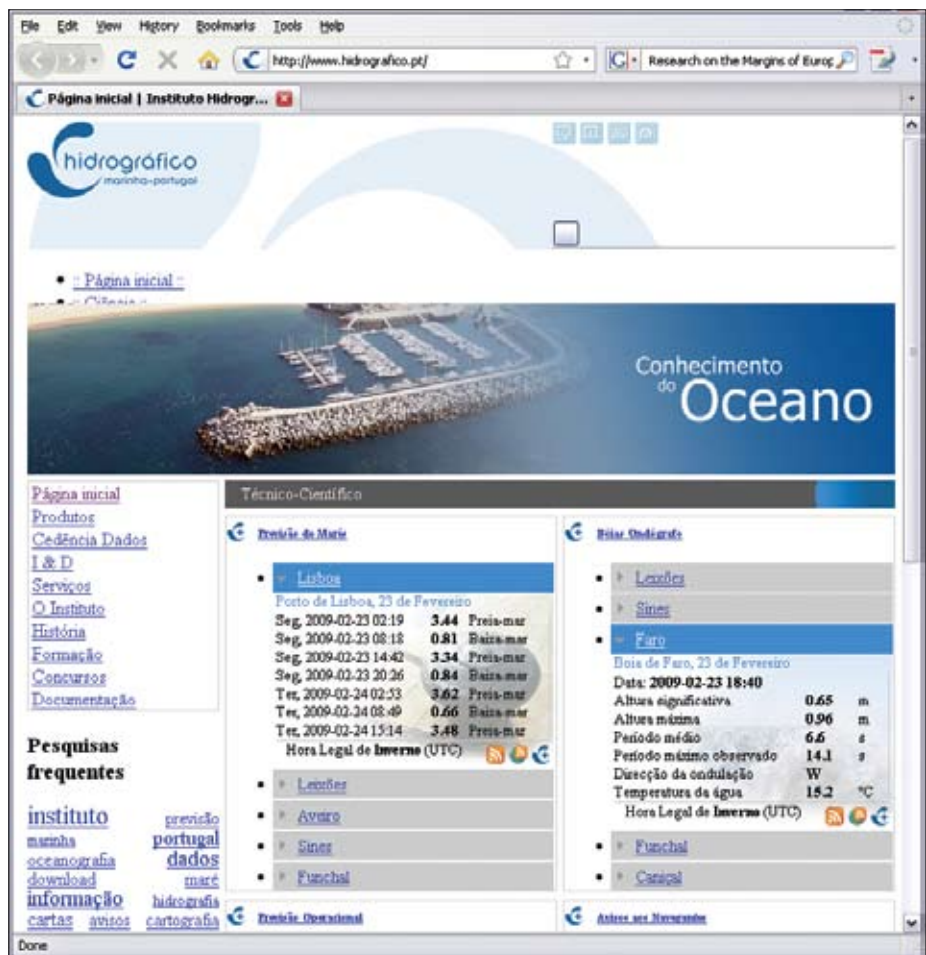 File Edit View History Bookmarks Tools Help
http://www.hidrografico.pt/
Research on the Margins of Europ
Página inicial | Instituto Hidrogr...
hidrográfico
marinha-portugal
:: Página inicial ::
:: Ciência ::
Conhecimento
do Oceano
Página inicial
Produtos
Cedência Dados
I & D
Serviços
O Instituto
História
Formação
Concursos
Documentação
Pesquisas
frequentes
instituto previsão
marinha portugal
oceanografia dados
download maré
informação hidrografia
cartas avisos cartografia
Técnico-Científico
Previsão da Maré
Lisboa
Porto de Lisboa, 23 de Fevereiro
Seg, 2009-02-23 02:19 3.44 Preia-mar
Seg, 2009-02-23 08:18 0.81 Baixa-mar
Seg, 2009-02-23 14:42 3.34 Preia-mar
Seg, 2009-02-23 20:26 0.84 Baixa-mar
Ter, 2009-02-24 02:53 3.62 Preia-mar
Ter, 2009-02-24 08:49 0.66 Baixa-mar
Ter, 2009-02-24 15:14 3.48 Preia-mar
Hora Legal de Inverno (UTC)
Leixões
Aveiro
Sines
Funchal
Previsão Operacional
Bóias Ondógrafo
Leixões
Sines
Faro
Boia de Faro, 23 de Fevereiro
Data: 2009-02-23 18:40
Altura significativa 0.65 m
Altura máxima 0.96 m
Período médio 6.6 s
Período máximo observado 14.1 s
Direcção da ondulação W
Temperatura da água 15.2 °C
Hora Legal de Inverno (UTC)
Funchal
Caniçal
Avisos aos Navegantes
Done